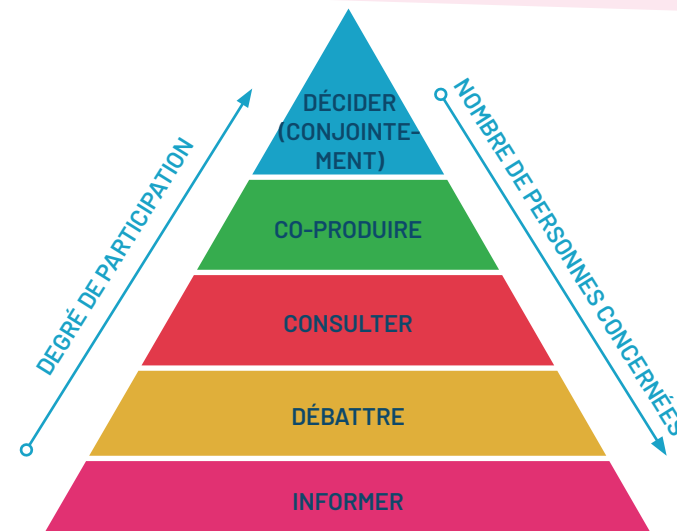 DÉCIDER
(CONJOINTE-
MENT)
CO-PRODUIRE
CONSULTER
DÉBATTRE
INFORMER
DEGRÉ DE PARTICIPATION
NOMBRE DE PERSONNES CONCERNÉES